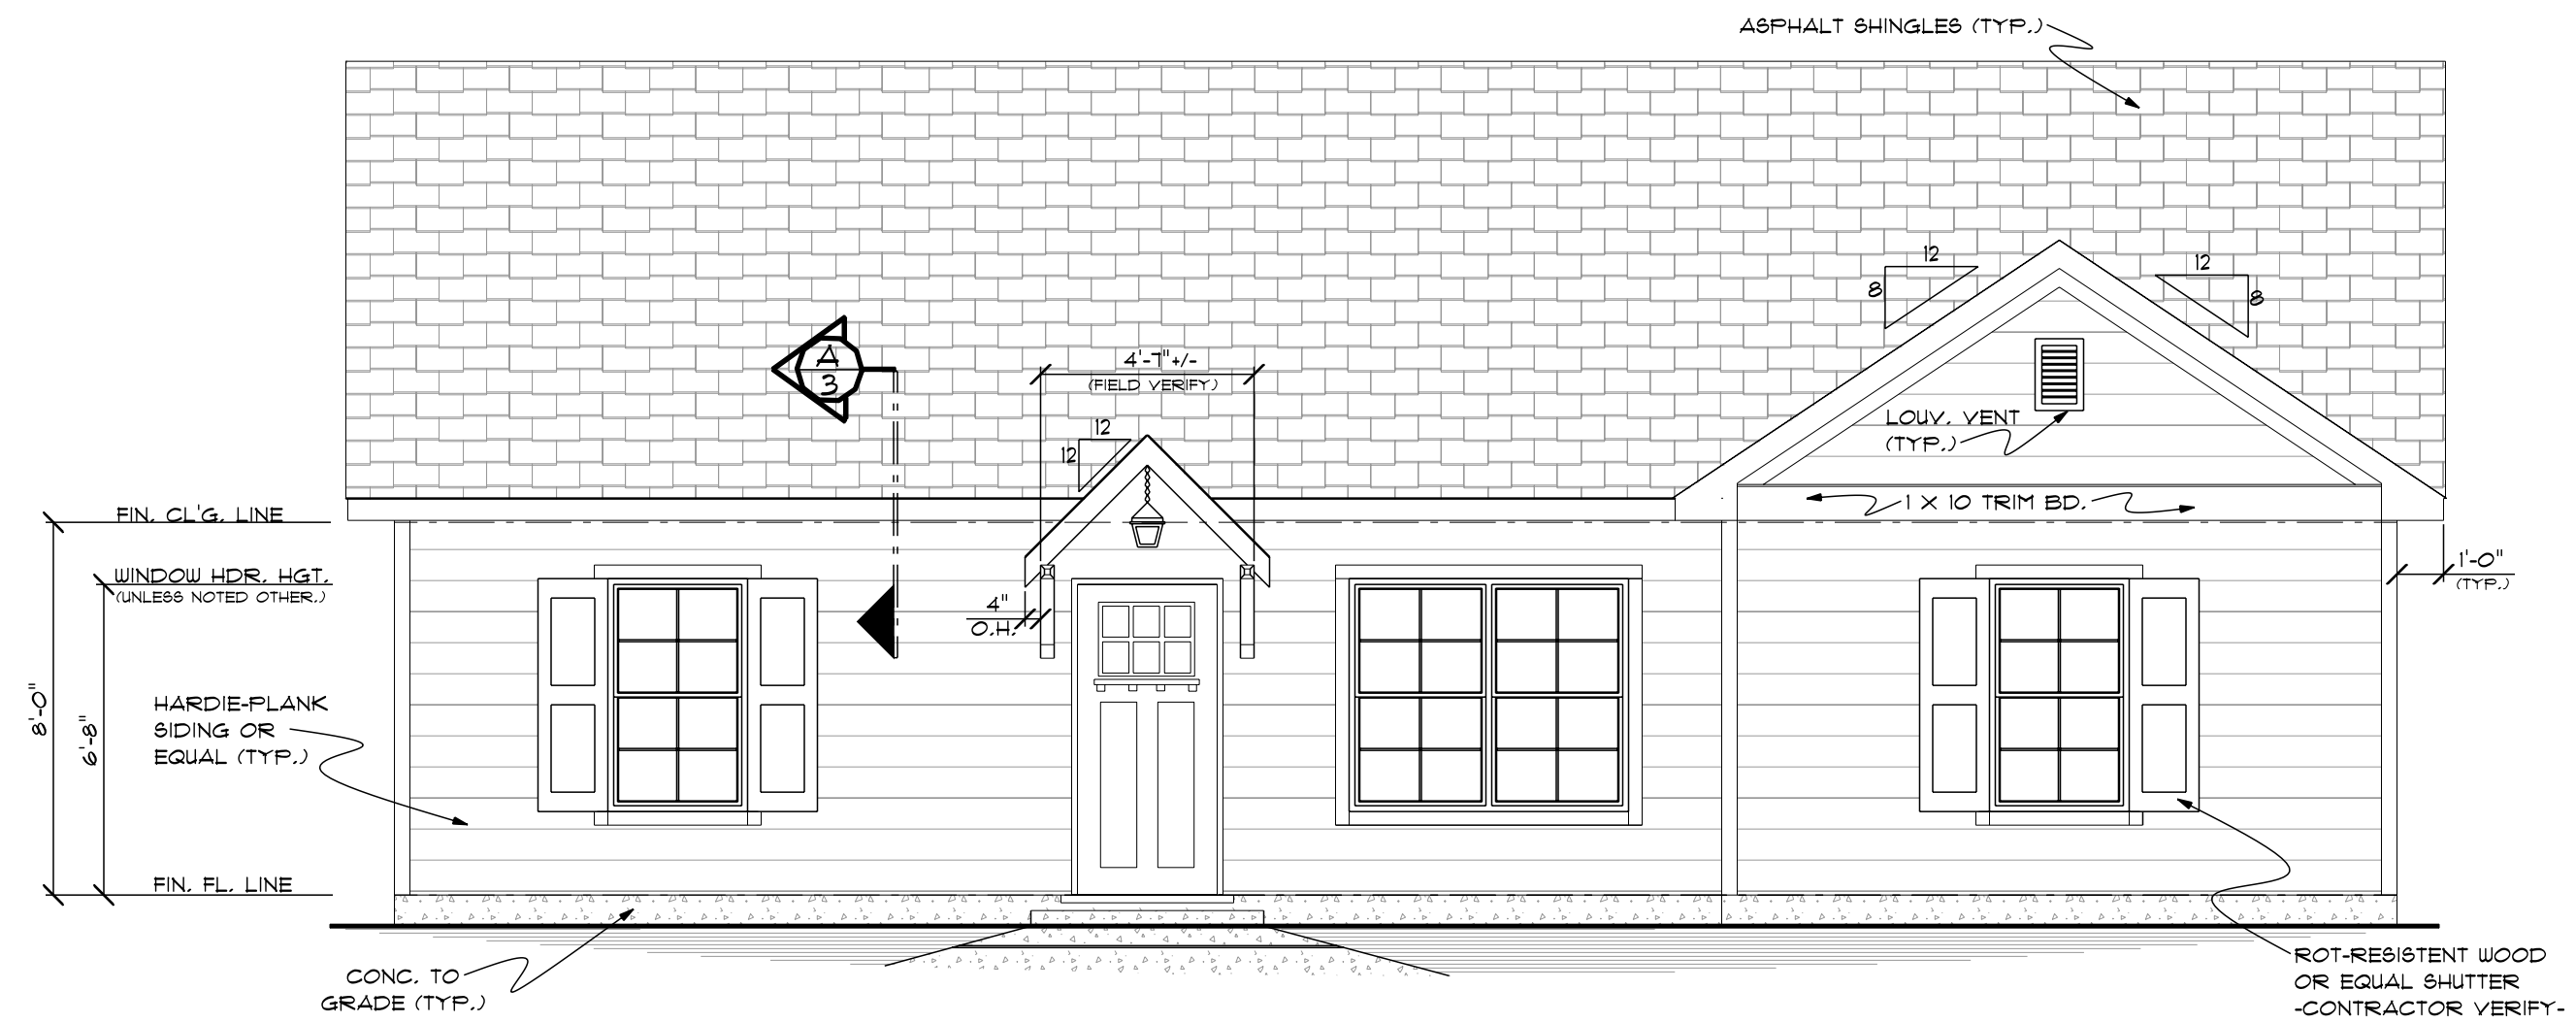 ASPHALT SHINGLES (TYP.)
12
8
12
8
A
3
4'-7"+/-
(FIELD VERIFY)
12
12
LOUV. VENT
(TYP.)
1 X 10 TRIM BD.
FIN. CL'G. LINE
1'-0"
(TYP.)
WINDOW HDR. HGT.
(UNLESS NOTED OTHER.)
4"
O.H.
8'-0"
6'-8"
HARDIE-PLANK
SIDING OR
EQUAL (TYP.)
FIN. FL. LINE
CONC. TO
GRADE (TYP.)
ROT-RESISTENT WOOD
OR EQUAL SHUTTER
-CONTRACTOR VERIFY-